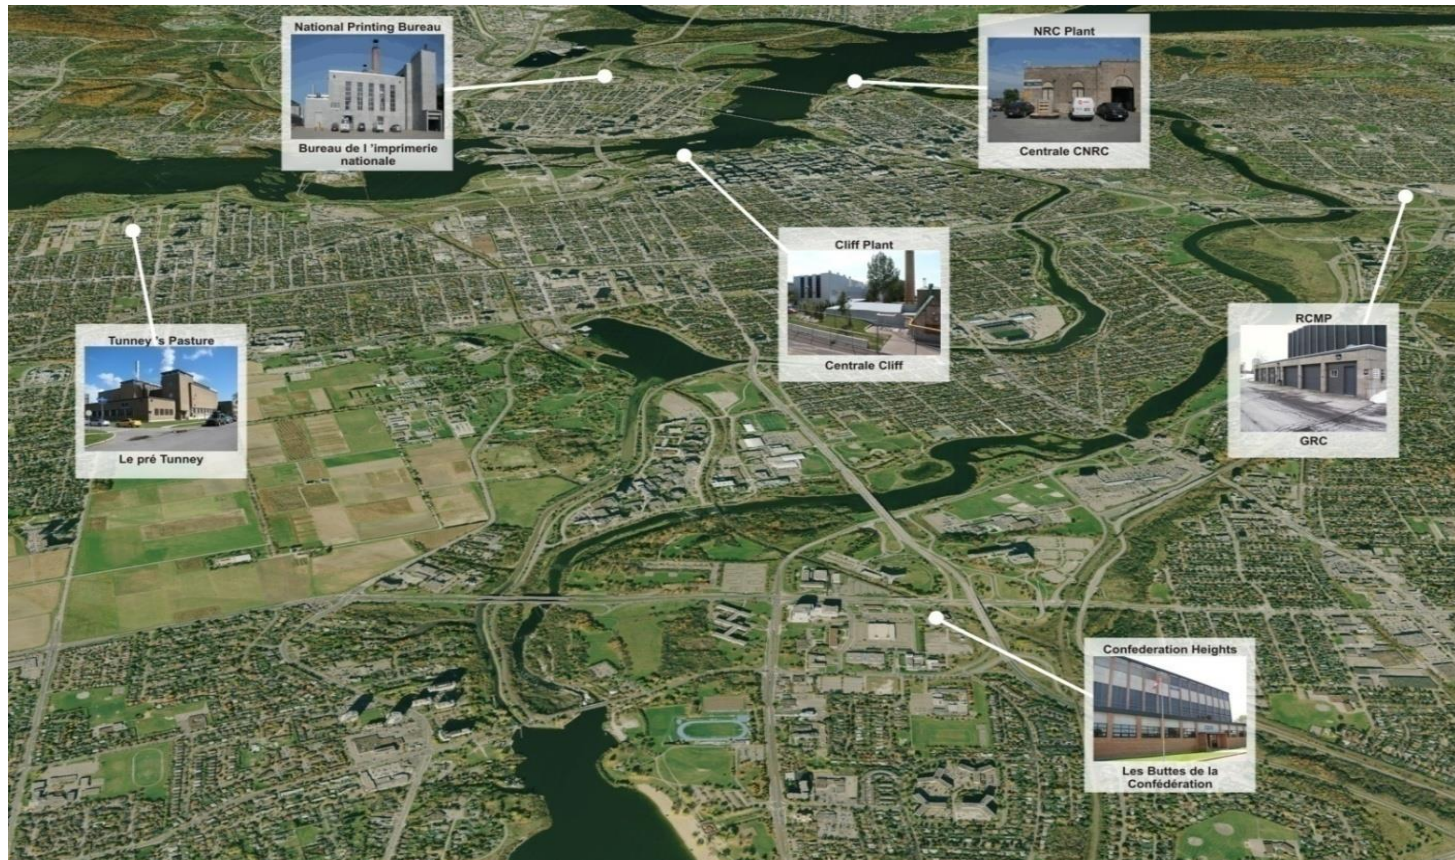 National Printing Bureau
Bureau de l 'imprimerie
nationale
NRC Plant
Centrale CNRC
Cliff Plant
Centrale Cliff
Tunney 's Pasture
Le pré Tunney
RCMP
GRC
Confederation Heights
Les Buttes de la
Confédération